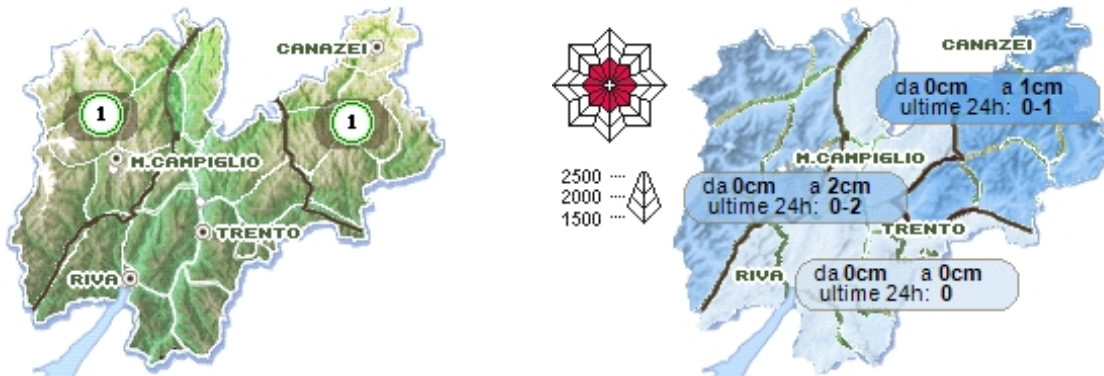 CANAZEI
1
1
M.CAMPIGLIO
TRENTO
RIVA
2500
2000
1500
CANAZEI
da 0cm a 1cm
ultime 24h: 0-1
M.CAMPIGLIO
da 0cm a 2cm
ultime 24h: 0-2
TRENTO
RIVA
da 0cm a 0cm
ultime 24h: 0